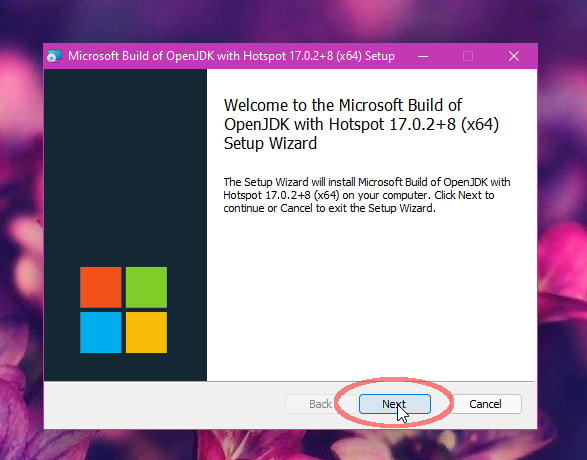 Microsoft Build of OpenJDK with Hotspot 17.0.2+8 (x64) Setup
Welcome to the Microsoft Build of
OpenJDK with Hotspot 17.0.2+8 (x64)
Setup Wizard
The Setup Wizard will install Microsoft Build of OpenJDK with
Hotspot 17.0.2+8 (x64) on your computer. Click Next to
continue or Cancel to exit the Setup Wizard.
Back Next Cancel